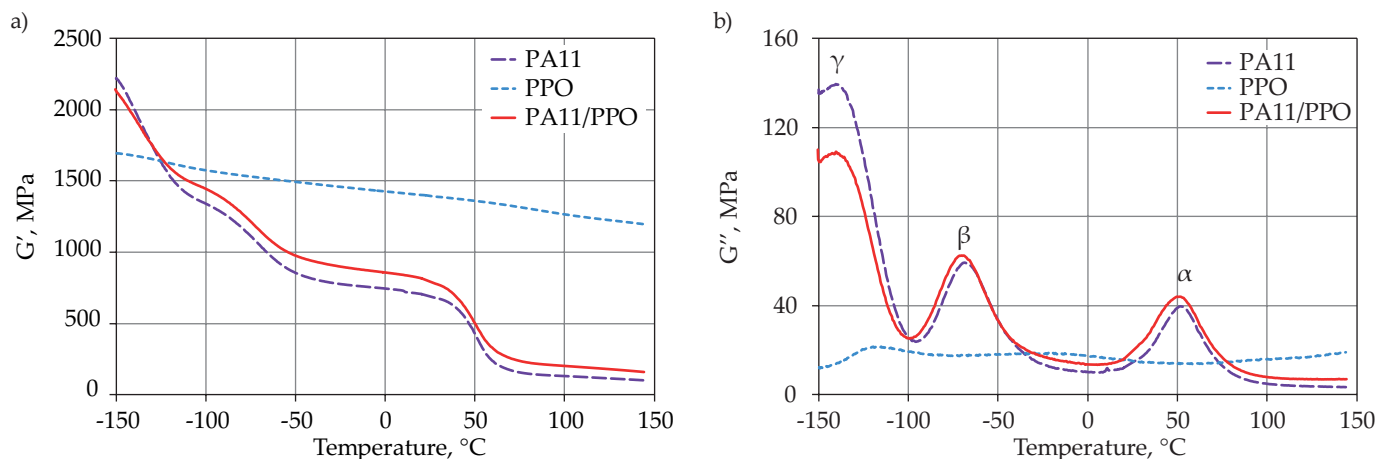 a)
2500
2000
1500
1000
500
0
G′, MPa
-150 -100 -50 0 50 100 150
Temperature, °C
PA11
PPO
PA11/PPO
b)
160
120
80
40
0
G″, MPa
-150 -100 -50 0 50 100 150
Temperature, °C
γ
β
α
PA11
PPO
PA11/PPO